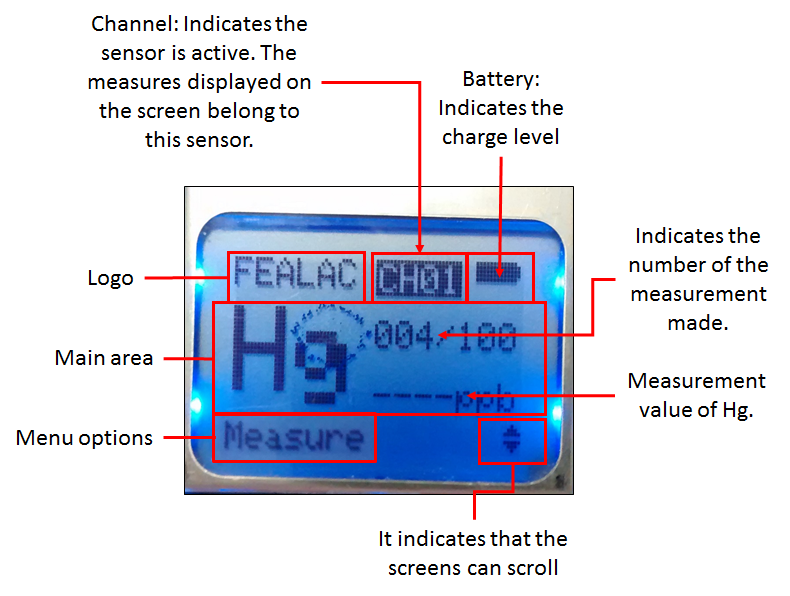 Channel: Indicates the
sensor is active. The
measures displayed on
the screen belong to
this sensor.
Battery:
Indicates the
charge level
Indicates the
number of the
measurement
made.
Logo
FEALAC CH01
Main area
Hg 004/100
Measurement
value of Hg.
----ppb
Menu options
Measure
It indicates that the
screens can scroll